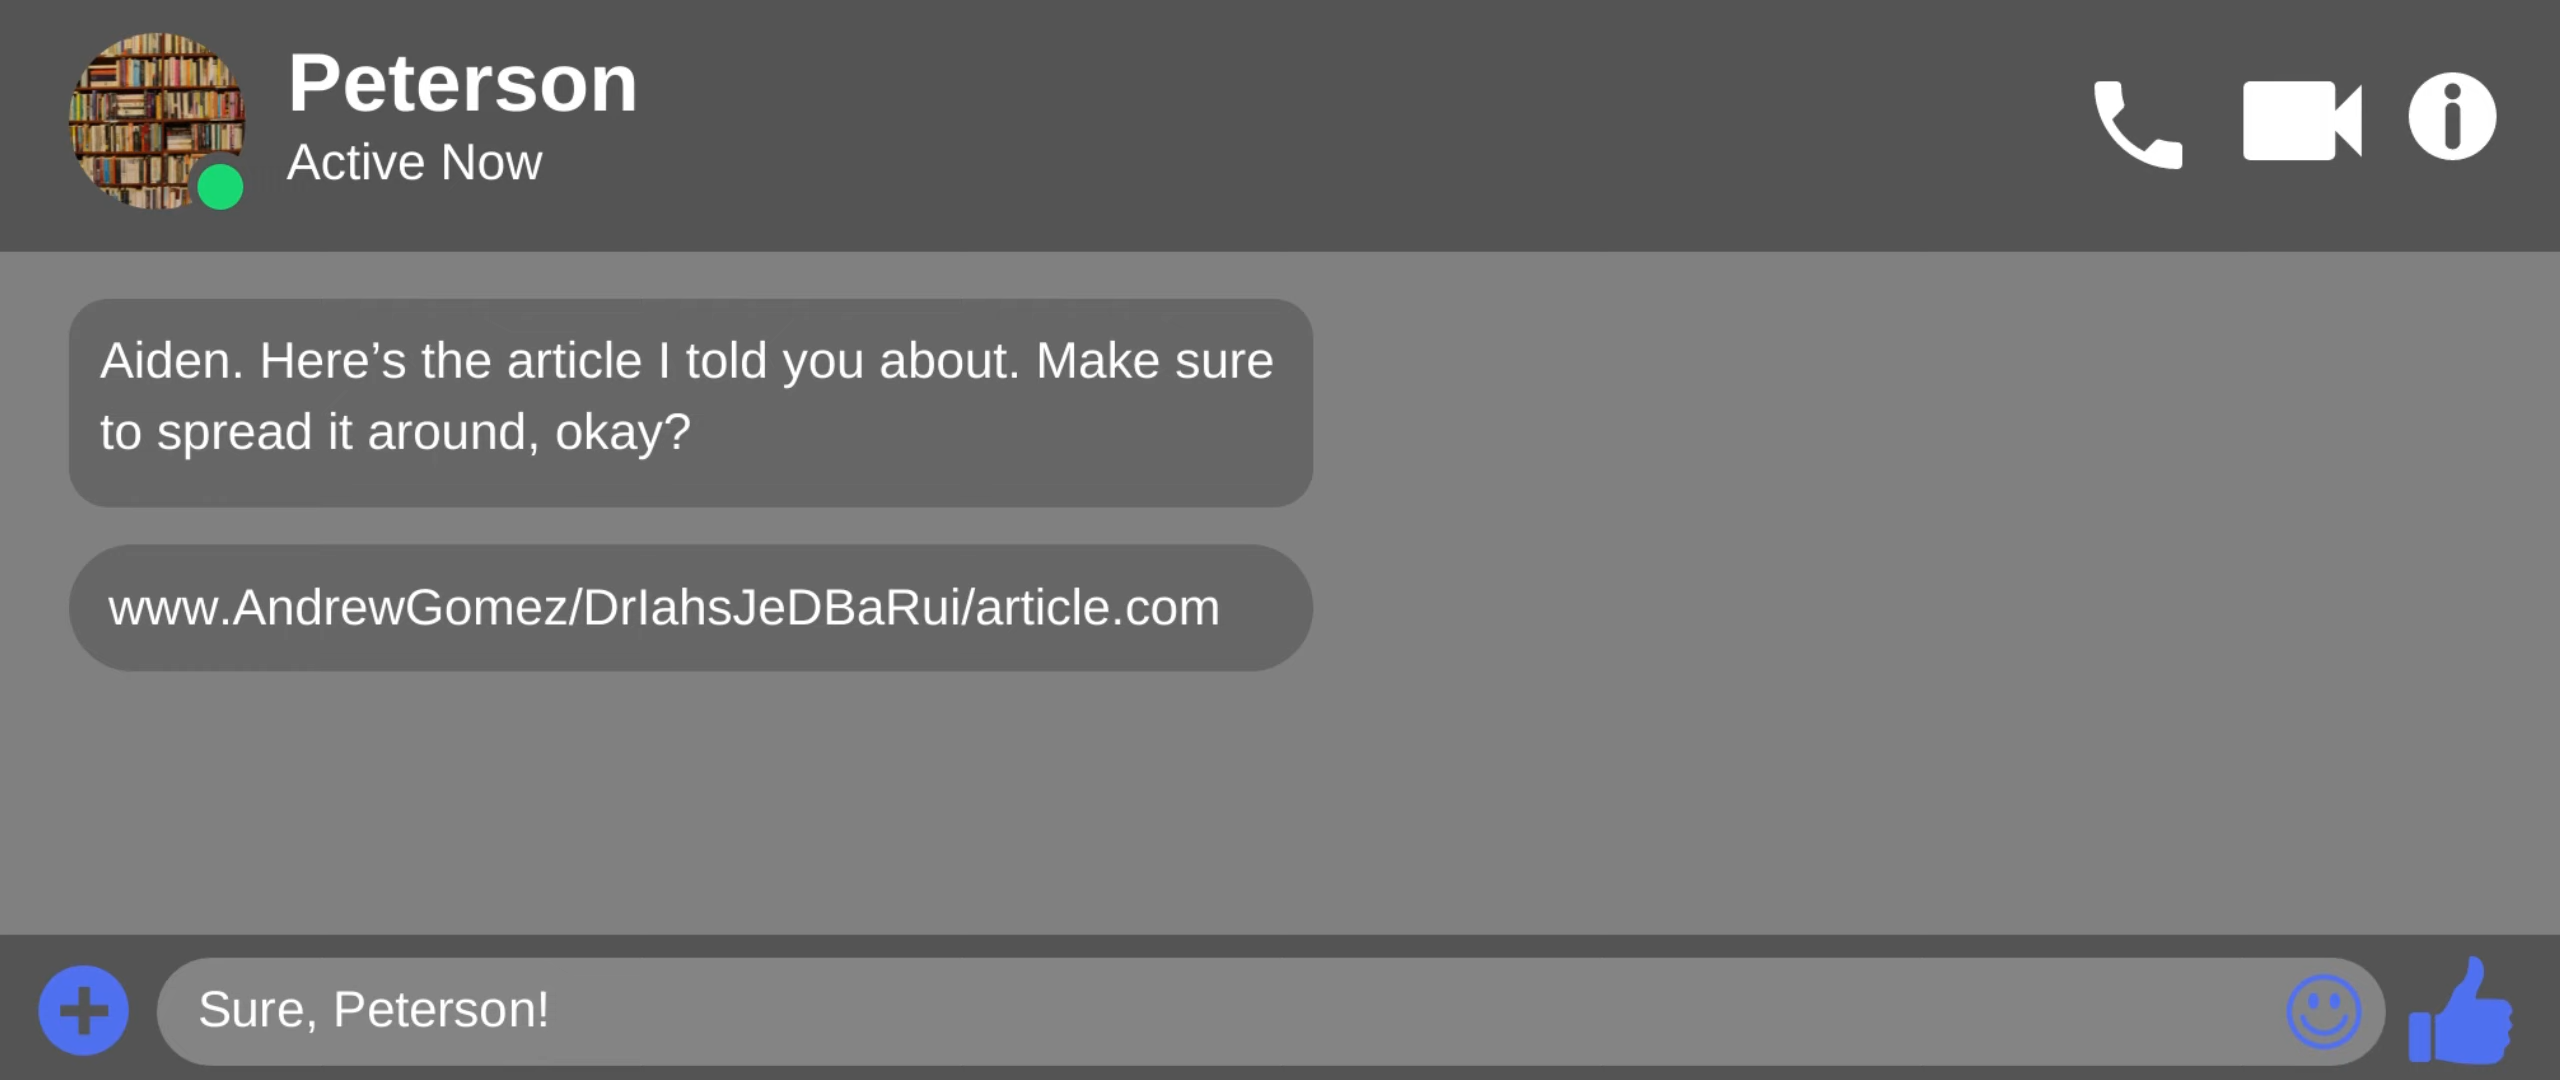 Peterson
Active Now
Aiden. Here’s the article I told you about. Make sure
to spread it around, okay?
www.AndrewGomez/DrIahsJeDBaRui/article.com
Sure, Peterson!